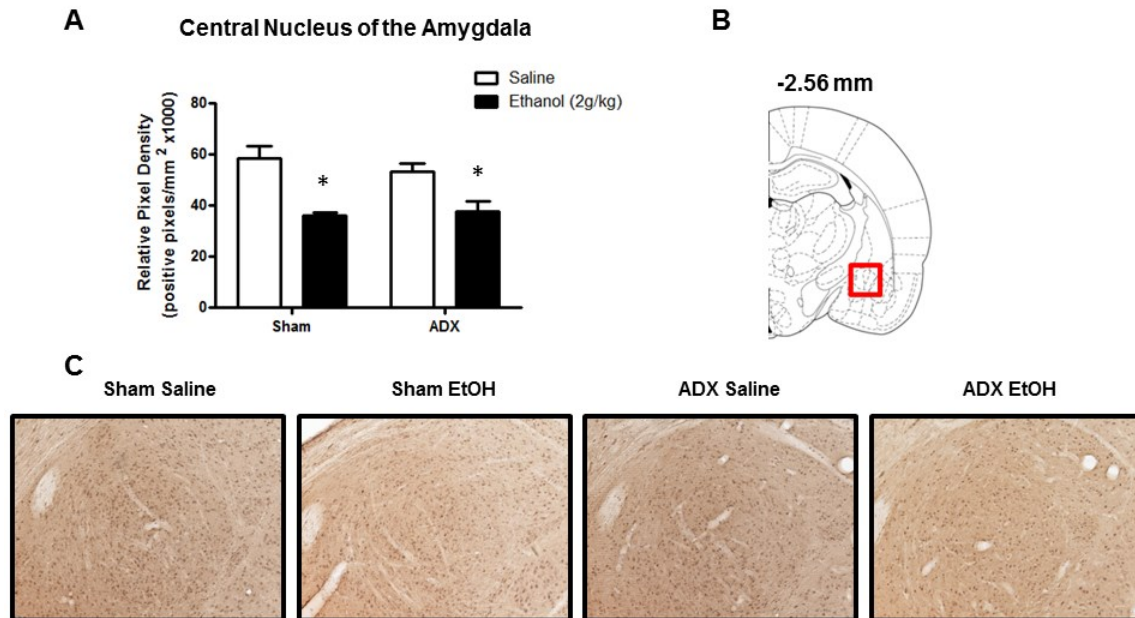 A
Central Nucleus of the Amygdala
Saline
Ethanol (2g/kg)
Relative Pixel Density
(positive pixels/mm² x1000)
80
60
40
20
0
*
*
Sham
ADX
B
-2.56 mm
C
Sham Saline
Sham EtOH
ADX Saline
ADX EtOH